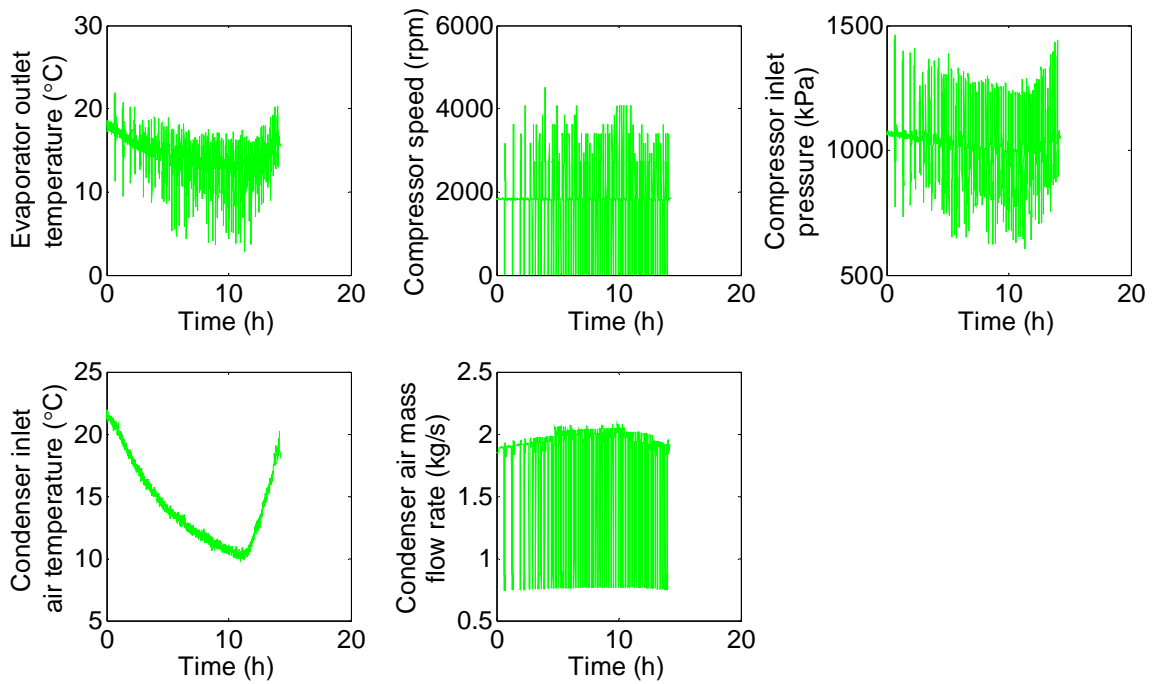 Evaporator outlet
temperature (°C)
30
20
10
0
0
10
20
Time (h)
Compressor speed (rpm)
6000
4000
2000
0
0
10
20
Time (h)
Compressor inlet
pressure (kPa)
1500
1000
500
0
10
20
Time (h)
Condenser inlet
air temperature (°C)
25
20
15
10
5
0
10
20
Time (h)
Condenser air mass
flow rate (kg/s)
2.5
2
1.5
1
0.5
0
10
20
Time (h)